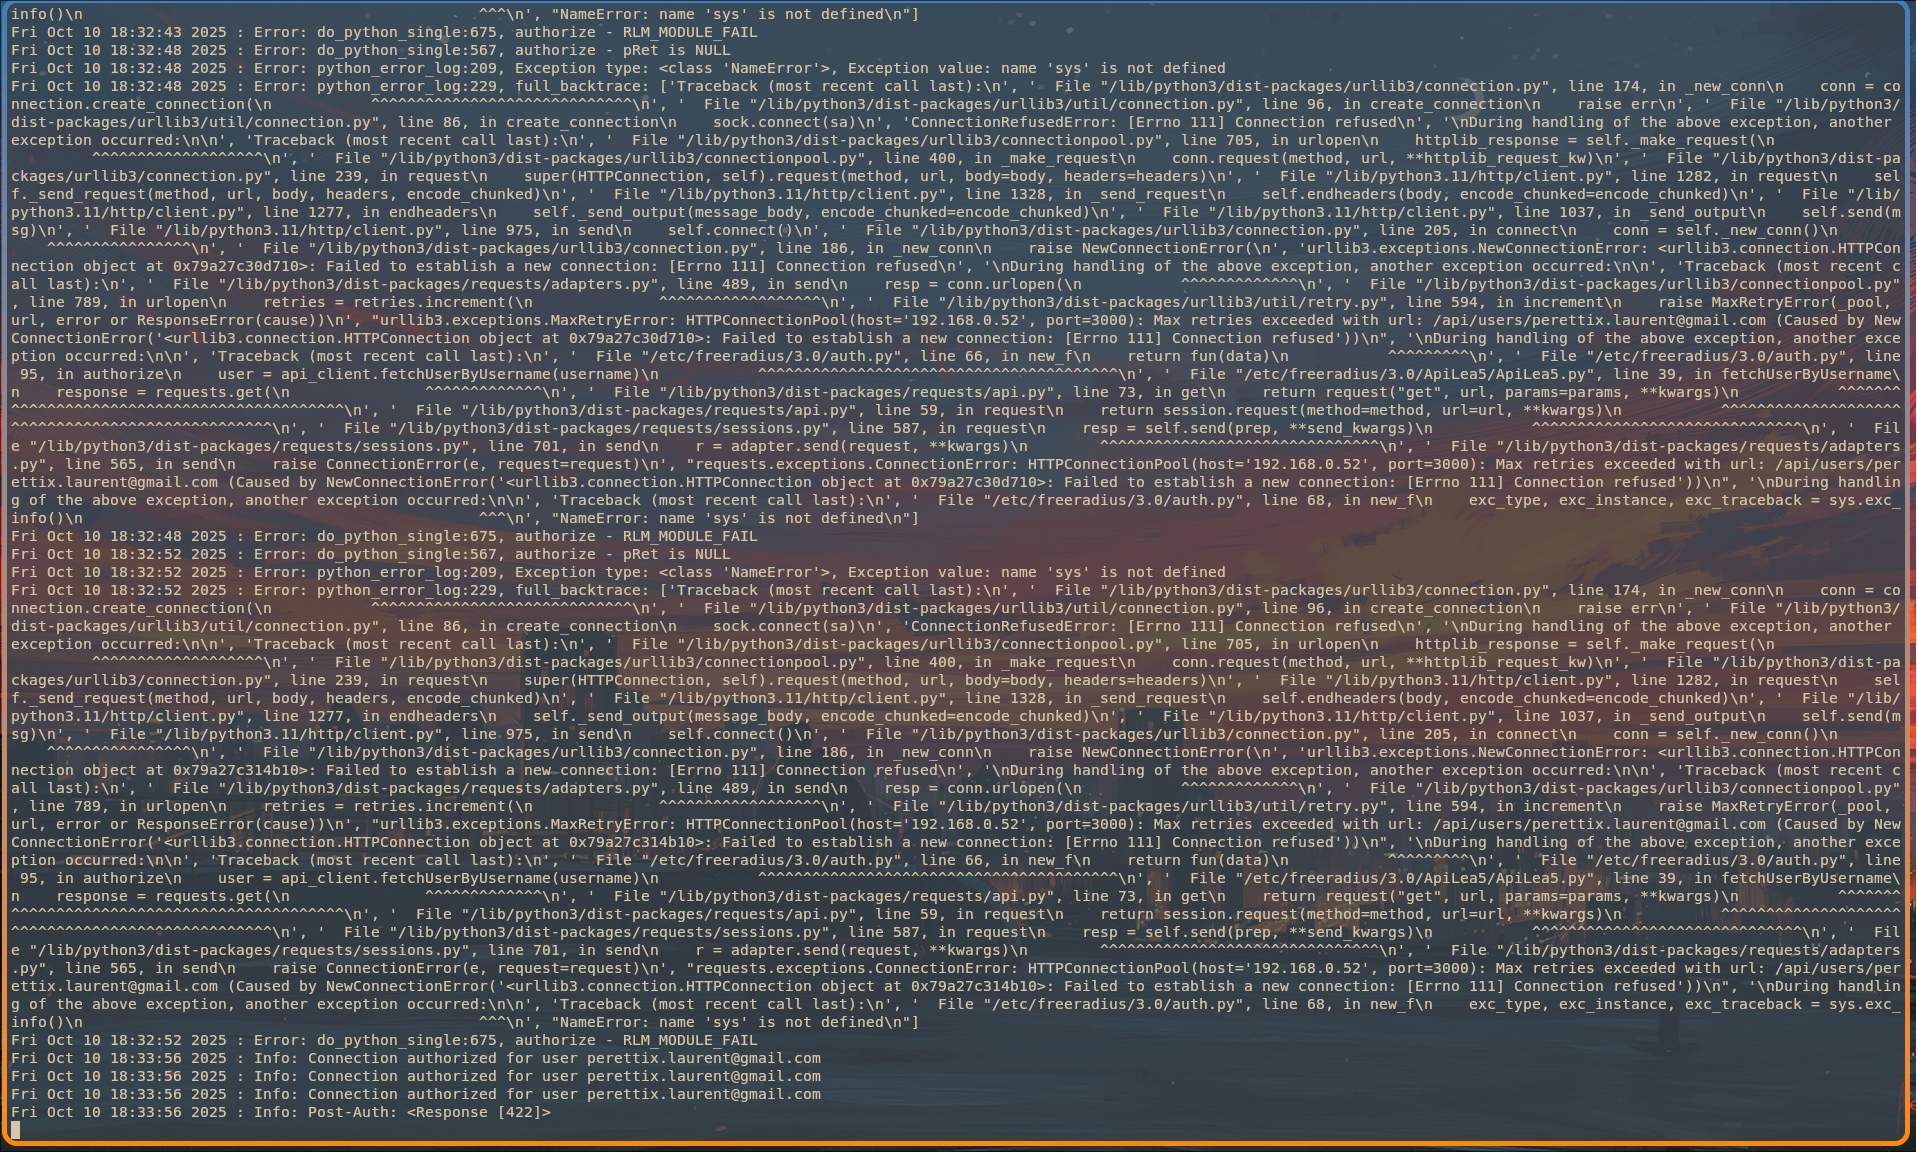 info()\n                                            ^^^\n', "NameError: name 'sys' is not defined\n"]
Fri Oct 10 18:32:43 2025 : Error: do_python_single:675, authorize - RLM_MODULE_FAIL
Fri Oct 10 18:32:48 2025 : Error: do_python_single:567, authorize - pRet is NULL
Fri Oct 10 18:32:48 2025 : Error: python_error_log:209, Exception type: <class 'NameError'>, Exception value: name 'sys' is not defined
Fri Oct 10 18:32:48 2025 : Error: python_error_log:229, full_backtrace: ['Traceback (most recent call last):\n', '  File "/lib/python3/dist-packages/urllib3/connection.py", line 174, in _new_conn\n    conn = co
nnection.create_connection(\n           ^^^^^^^^^^^^^^^^^^^^^^^^^^^^^\n', '  File "/lib/python3/dist-packages/urllib3/util/connection.py", line 96, in create_connection\n    raise err\n', '  File "/lib/python3/
dist-packages/urllib3/util/connection.py", line 86, in create_connection\n    sock.connect(sa)\n', 'ConnectionRefusedError: [Errno 111] Connection refused\n', '\nDuring handling of the above exception, another 
exception occurred:\n\n', 'Traceback (most recent call last):\n', '  File "/lib/python3/dist-packages/urllib3/connectionpool.py", line 705, in urlopen\n    httplib_response = self._make_request(\n
         ^^^^^^^^^^^^^^^^^^^\n', '  File "/lib/python3/dist-packages/urllib3/connectionpool.py", line 400, in _make_request\n    conn.request(method, url, **httplib_request_kw)\n', '  File "/lib/python3/dist-pa
ckages/urllib3/connection.py", line 239, in request\n    super(HTTPConnection, self).request(method, url, body=body, headers=headers)\n', '  File "/lib/python3.11/http/client.py", line 1282, in request\n    sel
f._send_request(method, url, body, headers, encode_chunked)\n', '  File "/lib/python3.11/http/client.py", line 1328, in _send_request\n    self.endheaders(body, encode_chunked=encode_chunked)\n', '  File "/lib/
python3.11/http/client.py", line 1277, in endheaders\n    self._send_output(message_body, encode_chunked=encode_chunked)\n', '  File "/lib/python3.11/http/client.py", line 1037, in _send_output\n    self.send(m
sg)\n', '  File "/lib/python3.11/http/client.py", line 975, in send\n    self.connect()\n', '  File "/lib/python3/dist-packages/urllib3/connection.py", line 205, in connect\n    conn = self._new_conn()\n
    ^^^^^^^^^^^^^^^^\n', '  File "/lib/python3/dist-packages/urllib3/connection.py", line 186, in _new_conn\n    raise NewConnectionError(\n', 'urllib3.exceptions.NewConnectionError: <urllib3.connection.HTTPCon
nection object at 0x79a27c30d710>: Failed to establish a new connection: [Errno 111] Connection refused\n', '\nDuring handling of the above exception, another exception occurred:\n\n', 'Traceback (most recent c
all last):\n', '  File "/lib/python3/dist-packages/requests/adapters.py", line 489, in send\n    resp = conn.urlopen(\n           ^^^^^^^^^^^^^\n', '  File "/lib/python3/dist-packages/urllib3/connectionpool.py"
, line 789, in urlopen\n    retries = retries.increment(\n              ^^^^^^^^^^^^^^^^^^\n', '  File "/lib/python3/dist-packages/urllib3/util/retry.py", line 594, in increment\n    raise MaxRetryError(_pool, 
url, error or ResponseError(cause))\n', "urllib3.exceptions.MaxRetryError: HTTPConnectionPool(host='192.168.0.52', port=3000): Max retries exceeded with url: /api/users/perettix.laurent@gmail.com (Caused by New
ConnectionError('<urllib3.connection.HTTPConnection object at 0x79a27c30d710>: Failed to establish a new connection: [Errno 111] Connection refused'))\n", '\nDuring handling of the above exception, another exce
ption occurred:\n\n', 'Traceback (most recent call last):\n', '  File "/etc/freeradius/3.0/auth.py", line 66, in new_f\n    return fun(data)\n           ^^^^^^^^^\n', '  File "/etc/freeradius/3.0/auth.py", line
 95, in authorize\n    user = api_client.fetchUserByUsername(username)\n           ^^^^^^^^^^^^^^^^^^^^^^^^^^^^^^^^^^^^^^^^\n', '  File "/etc/freeradius/3.0/ApiLea5/ApiLea5.py", line 39, in fetchUserByUsername\
n    response = requests.get(\n               ^^^^^^^^^^^^^\n', '  File "/lib/python3/dist-packages/requests/api.py", line 73, in get\n    return request("get", url, params=params, **kwargs)\n           ^^^^^^^
^^^^^^^^^^^^^^^^^^^^^^^^^^^^^^^^^^^^^\n', '  File "/lib/python3/dist-packages/requests/api.py", line 59, in request\n    return session.request(method=method, url=url, **kwargs)\n           ^^^^^^^^^^^^^^^^^^^^
^^^^^^^^^^^^^^^^^^^^^^^^^^^^^\n', '  File "/lib/python3/dist-packages/requests/sessions.py", line 587, in request\n    resp = self.send(prep, **send_kwargs)\n           ^^^^^^^^^^^^^^^^^^^^^^^^^^^^^^\n', '  Fil
e "/lib/python3/dist-packages/requests/sessions.py", line 701, in send\n    r = adapter.send(request, **kwargs)\n        ^^^^^^^^^^^^^^^^^^^^^^^^^^^^^^^\n', '  File "/lib/python3/dist-packages/requests/adapters
.py", line 565, in send\n    raise ConnectionError(e, request=request)\n', "requests.exceptions.ConnectionError: HTTPConnectionPool(host='192.168.0.52', port=3000): Max retries exceeded with url: /api/users/per
ettix.laurent@gmail.com (Caused by NewConnectionError('<urllib3.connection.HTTPConnection object at 0x79a27c30d710>: Failed to establish a new connection: [Errno 111] Connection refused'))\n", '\nDuring handlin
g of the above exception, another exception occurred:\n\n', 'Traceback (most recent call last):\n', '  File "/etc/freeradius/3.0/auth.py", line 68, in new_f\n    exc_type, exc_instance, exc_traceback = sys.exc_
info()\n                                            ^^^\n', "NameError: name 'sys' is not defined\n"]
Fri Oct 10 18:32:48 2025 : Error: do_python_single:675, authorize - RLM_MODULE_FAIL
Fri Oct 10 18:32:52 2025 : Error: do_python_single:567, authorize - pRet is NULL
Fri Oct 10 18:32:52 2025 : Error: python_error_log:209, Exception type: <class 'NameError'>, Exception value: name 'sys' is not defined
Fri Oct 10 18:32:52 2025 : Error: python_error_log:229, full_backtrace: ['Traceback (most recent call last):\n', '  File "/lib/python3/dist-packages/urllib3/connection.py", line 174, in _new_conn\n    conn = co
nnection.create_connection(\n           ^^^^^^^^^^^^^^^^^^^^^^^^^^^^^\n', '  File "/lib/python3/dist-packages/urllib3/util/connection.py", line 96, in create_connection\n    raise err\n', '  File "/lib/python3/
dist-packages/urllib3/util/connection.py", line 86, in create_connection\n    sock.connect(sa)\n', 'ConnectionRefusedError: [Errno 111] Connection refused\n', '\nDuring handling of the above exception, another 
exception occurred:\n\n', 'Traceback (most recent call last):\n', '  File "/lib/python3/dist-packages/urllib3/connectionpool.py", line 705, in urlopen\n    httplib_response = self._make_request(\n
         ^^^^^^^^^^^^^^^^^^^\n', '  File "/lib/python3/dist-packages/urllib3/connectionpool.py", line 400, in _make_request\n    conn.request(method, url, **httplib_request_kw)\n', '  File "/lib/python3/dist-pa
ckages/urllib3/connection.py", line 239, in request\n    super(HTTPConnection, self).request(method, url, body=body, headers=headers)\n', '  File "/lib/python3.11/http/client.py", line 1282, in request\n    sel
f._send_request(method, url, body, headers, encode_chunked)\n', '  File "/lib/python3.11/http/client.py", line 1328, in _send_request\n    self.endheaders(body, encode_chunked=encode_chunked)\n', '  File "/lib/
python3.11/http/client.py", line 1277, in endheaders\n    self._send_output(message_body, encode_chunked=encode_chunked)\n', '  File "/lib/python3.11/http/client.py", line 1037, in _send_output\n    self.send(m
sg)\n', '  File "/lib/python3.11/http/client.py", line 975, in send\n    self.connect()\n', '  File "/lib/python3/dist-packages/urllib3/connection.py", line 205, in connect\n    conn = self._new_conn()\n
    ^^^^^^^^^^^^^^^^\n', '  File "/lib/python3/dist-packages/urllib3/connection.py", line 186, in _new_conn\n    raise NewConnectionError(\n', 'urllib3.exceptions.NewConnectionError: <urllib3.connection.HTTPCon
nection object at 0x79a27c314b10>: Failed to establish a new connection: [Errno 111] Connection refused\n', '\nDuring handling of the above exception, another exception occurred:\n\n', 'Traceback (most recent c
all last):\n', '  File "/lib/python3/dist-packages/requests/adapters.py", line 489, in send\n    resp = conn.urlopen(\n           ^^^^^^^^^^^^^\n', '  File "/lib/python3/dist-packages/urllib3/connectionpool.py"
, line 789, in urlopen\n    retries = retries.increment(\n              ^^^^^^^^^^^^^^^^^^\n', '  File "/lib/python3/dist-packages/urllib3/util/retry.py", line 594, in increment\n    raise MaxRetryError(_pool, 
url, error or ResponseError(cause))\n', "urllib3.exceptions.MaxRetryError: HTTPConnectionPool(host='192.168.0.52', port=3000): Max retries exceeded with url: /api/users/perettix.laurent@gmail.com (Caused by New
ConnectionError('<urllib3.connection.HTTPConnection object at 0x79a27c314b10>: Failed to establish a new connection: [Errno 111] Connection refused'))\n", '\nDuring handling of the above exception, another exce
ption occurred:\n\n', 'Traceback (most recent call last):\n', '  File "/etc/freeradius/3.0/auth.py", line 66, in new_f\n    return fun(data)\n           ^^^^^^^^^\n', '  File "/etc/freeradius/3.0/auth.py", line
 95, in authorize\n    user = api_client.fetchUserByUsername(username)\n           ^^^^^^^^^^^^^^^^^^^^^^^^^^^^^^^^^^^^^^^^\n', '  File "/etc/freeradius/3.0/ApiLea5/ApiLea5.py", line 39, in fetchUserByUsername\
n    response = requests.get(\n               ^^^^^^^^^^^^^\n', '  File "/lib/python3/dist-packages/requests/api.py", line 73, in get\n    return request("get", url, params=params, **kwargs)\n           ^^^^^^^
^^^^^^^^^^^^^^^^^^^^^^^^^^^^^^^^^^^^^\n', '  File "/lib/python3/dist-packages/requests/api.py", line 59, in request\n    return session.request(method=method, url=url, **kwargs)\n           ^^^^^^^^^^^^^^^^^^^^
^^^^^^^^^^^^^^^^^^^^^^^^^^^^^\n', '  File "/lib/python3/dist-packages/requests/sessions.py", line 587, in request\n    resp = self.send(prep, **send_kwargs)\n           ^^^^^^^^^^^^^^^^^^^^^^^^^^^^^^\n', '  Fil
e "/lib/python3/dist-packages/requests/sessions.py", line 701, in send\n    r = adapter.send(request, **kwargs)\n        ^^^^^^^^^^^^^^^^^^^^^^^^^^^^^^^\n', '  File "/lib/python3/dist-packages/requests/adapters
.py", line 565, in send\n    raise ConnectionError(e, request=request)\n', "requests.exceptions.ConnectionError: HTTPConnectionPool(host='192.168.0.52', port=3000): Max retries exceeded with url: /api/users/per
ettix.laurent@gmail.com (Caused by NewConnectionError('<urllib3.connection.HTTPConnection object at 0x79a27c314b10>: Failed to establish a new connection: [Errno 111] Connection refused'))\n", '\nDuring handlin
g of the above exception, another exception occurred:\n\n', 'Traceback (most recent call last):\n', '  File "/etc/freeradius/3.0/auth.py", line 68, in new_f\n    exc_type, exc_instance, exc_traceback = sys.exc_
info()\n                                            ^^^\n', "NameError: name 'sys' is not defined\n"]
Fri Oct 10 18:32:52 2025 : Error: do_python_single:675, authorize - RLM_MODULE_FAIL
Fri Oct 10 18:33:56 2025 : Info: Connection authorized for user perettix.laurent@gmail.com
Fri Oct 10 18:33:56 2025 : Info: Connection authorized for user perettix.laurent@gmail.com
Fri Oct 10 18:33:56 2025 : Info: Connection authorized for user perettix.laurent@gmail.com
Fri Oct 10 18:33:56 2025 : Info: Post-Auth: <Response [422]>